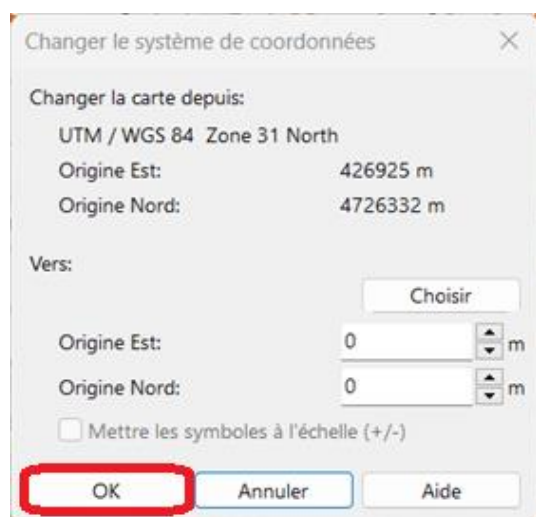 Changer le système de coordonnées
Changer la carte depuis:
UTM / WGS 84 Zone 31 North
Origine Est: 426925 m
Origine Nord: 4726332 m
Vers:
Choisir
Origine Est: 0 m
Origine Nord: 0 m
Mettre les symboles à l'échelle (+/-)
OK Annuler Aide